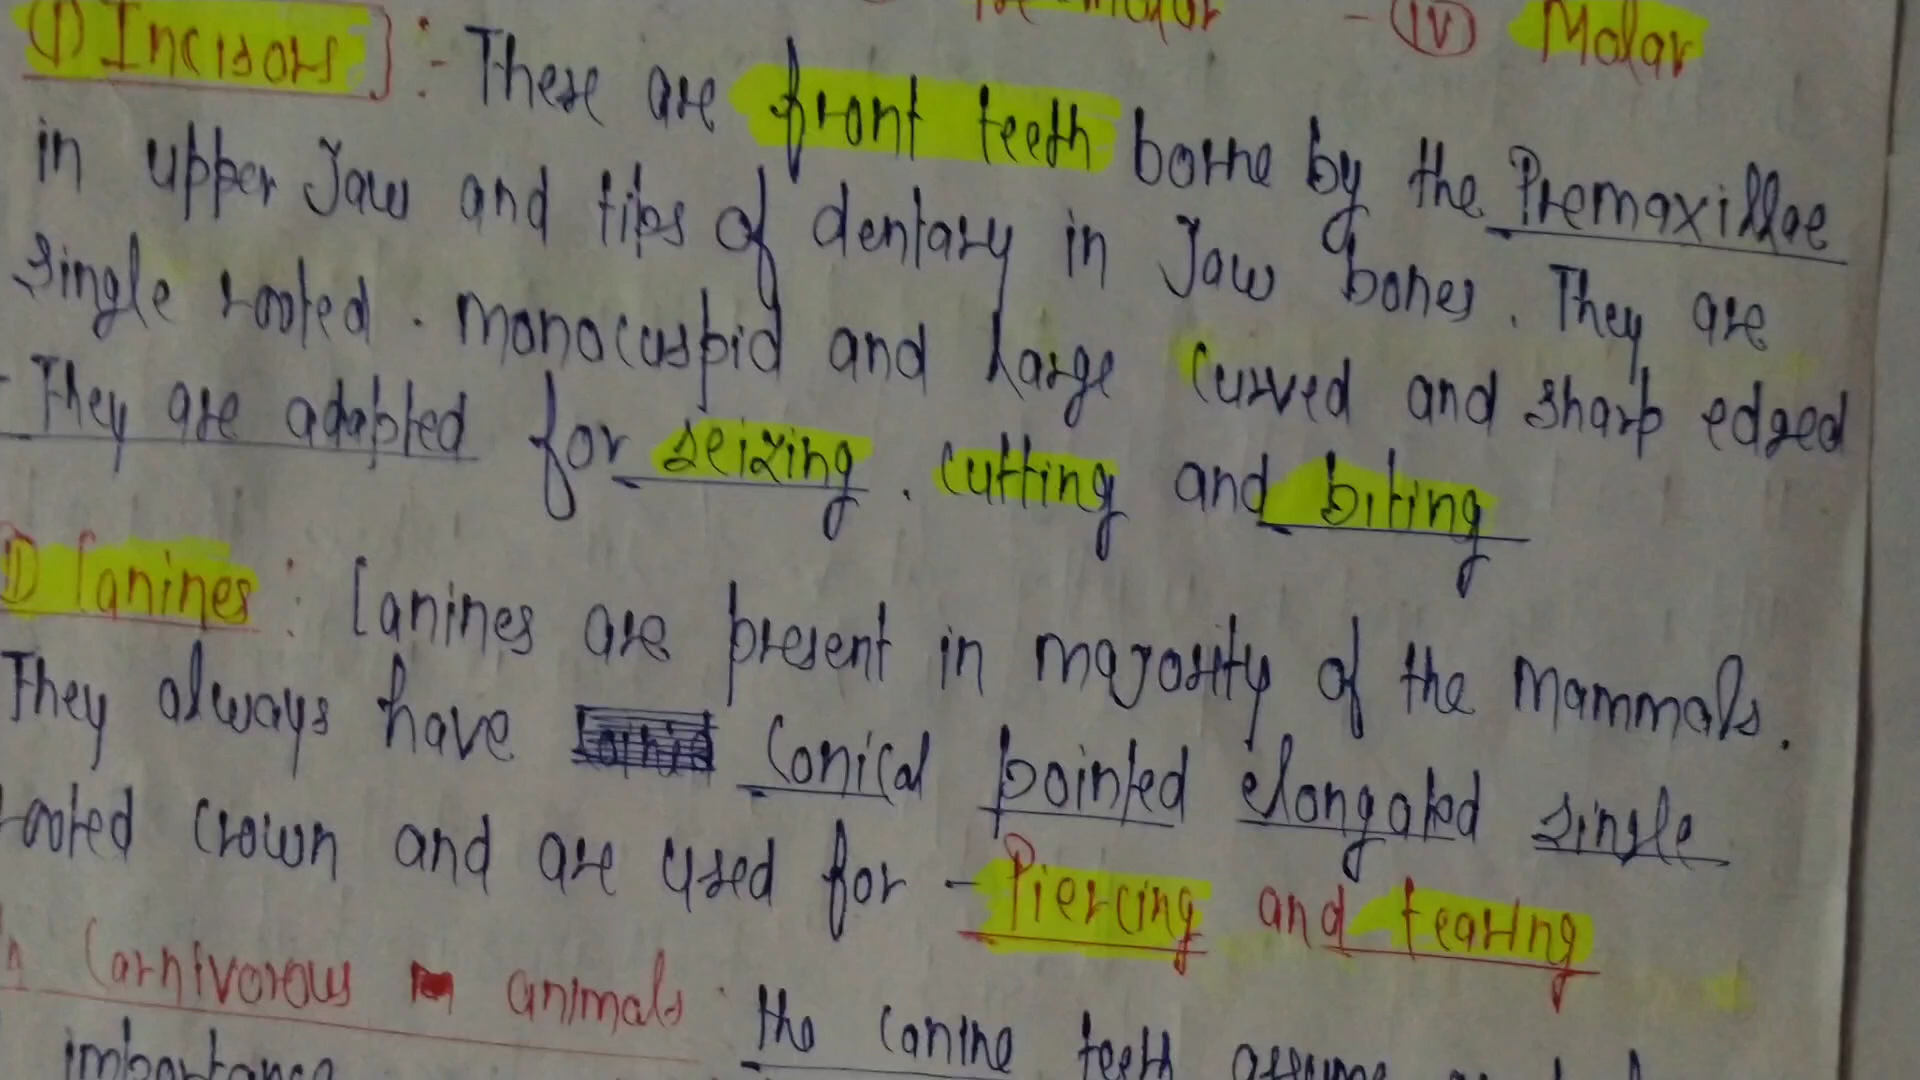 - (IV) Molar
(I) Incisors] :- These are front teeth borne by the Premaxillae
in upper Jaw and tips of dentary in Jaw bones. They are
single rooted. monocuspid and large curved and sharp edged
- They are adapted for seizing. cutting and biting
Canines : Canines are present in majority of the mammals.
They always have Conical pointed elongated single
rooted crown and are used for - Piercing and tearing
Carnivorous animals the canine teeth assume
importance